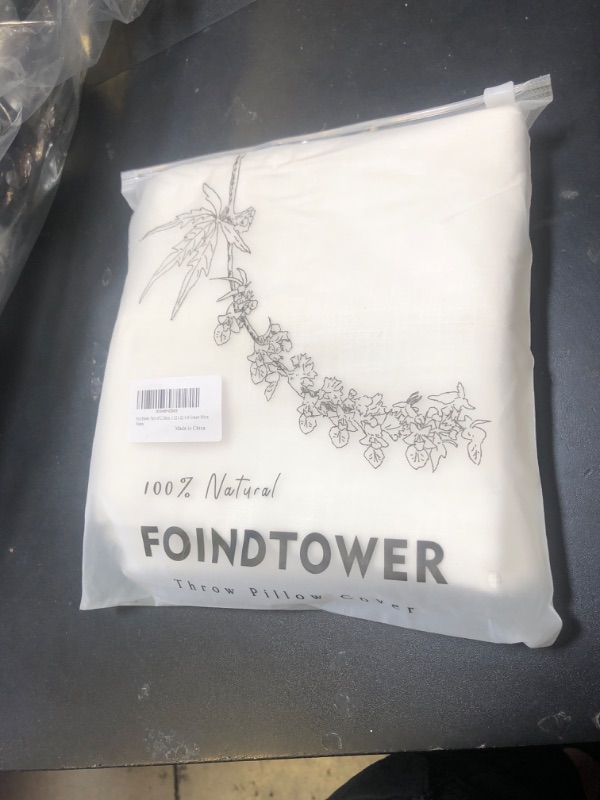 Made in China
100% Natural
FOINDTOWER
Throw Pillow cover